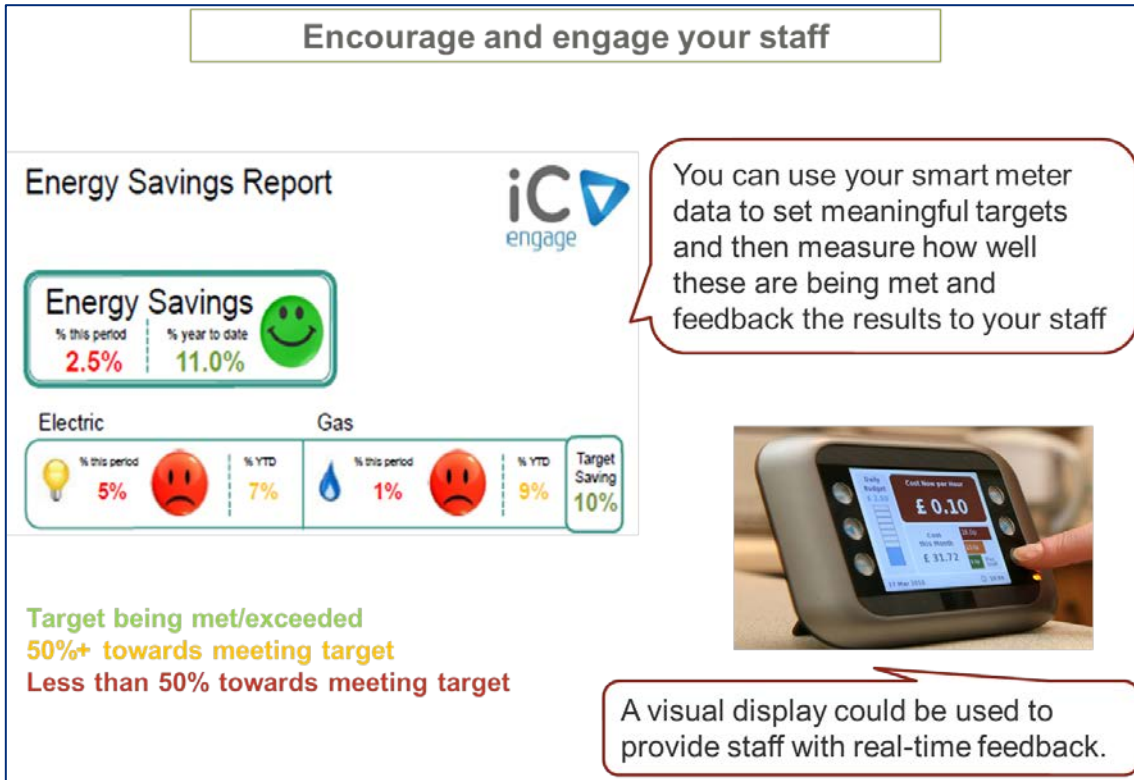 Encourage and engage your staff
Energy Savings Report
iC
engage
Energy Savings
% this period
% year to date
2.5%
11.0%
Electric
Gas
% this period
5%
% YTD
7%
% this period
1%
% YTD
9%
Target
Saving
10%
You can use your smart meter
data to set meaningful targets
and then measure how well
these are being met and
feedback the results to your staff
Daily
Budget
Cost Now per Hour
£ 0.10
Cost
this Month
£ 31.72
17 Mar 2010
Target being met/exceeded
50%+ towards meeting target
Less than 50% towards meeting target
A visual display could be used to
provide staff with real-time feedback.